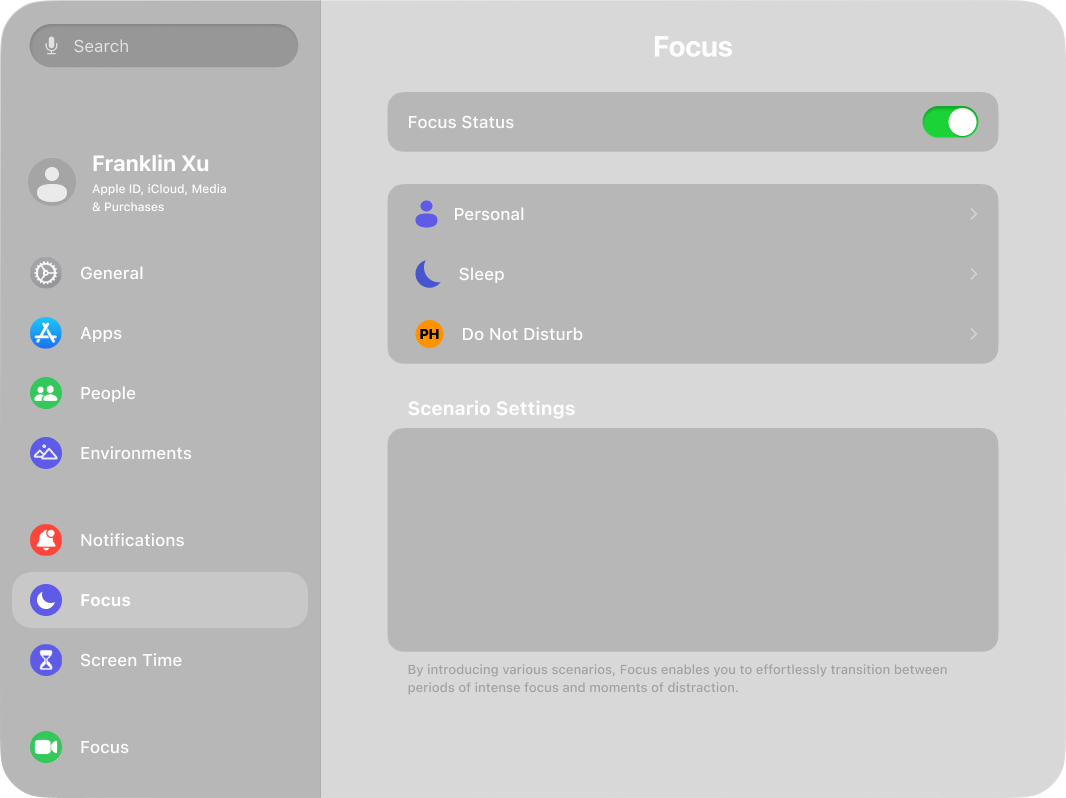 Search
Franklin Xu
Apple ID, iCloud, Media
& Purchases
General
Apps
People
Environments
Notifications
Focus
Screen Time
Focus
Focus
Focus Status
Personal
Sleep
PH
Do Not Disturb
Scenario Settings
By introducing various scenarios, Focus enables you to effortlessly transition between
periods of intense focus and moments of distraction.